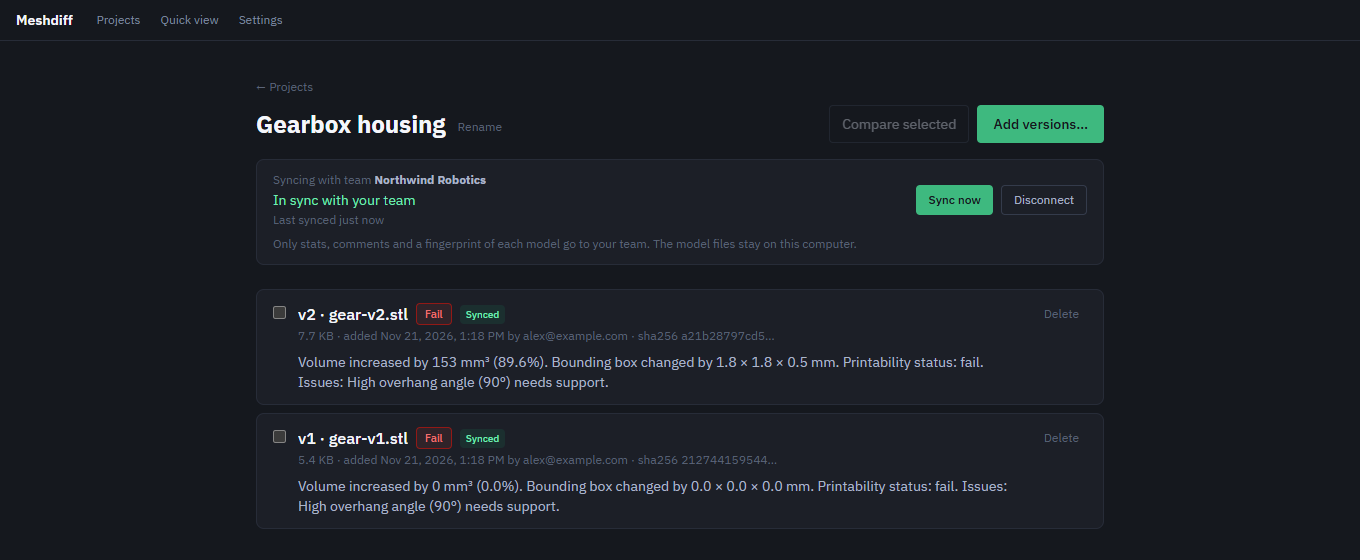 Meshdiff Projects Quick view Settings
← Projects
Gearbox housing Rename Compare selected Add versions...
Syncing with team Northwind Robotics
In sync with your team
Last synced just now
Sync now Disconnect
Only stats, comments and a fingerprint of each model go to your team. The model files stay on this computer.
v2 · gear-v2.stl Fail Synced Delete
7.7 KB · added Nov 21, 2026, 1:18 PM by alex@example.com · sha256 a21b28797cd5...
Volume increased by 153 mm³ (89.6%). Bounding box changed by 1.8 × 1.8 × 0.5 mm. Printability status: fail.
Issues: High overhang angle (90°) needs support.
v1 · gear-v1.stl Fail Synced Delete
5.4 KB · added Nov 21, 2026, 1:18 PM by alex@example.com · sha256 212744159544...
Volume increased by 0 mm³ (0.0%). Bounding box changed by 0.0 × 0.0 × 0.0 mm. Printability status: fail. Issues:
High overhang angle (90°) needs support.